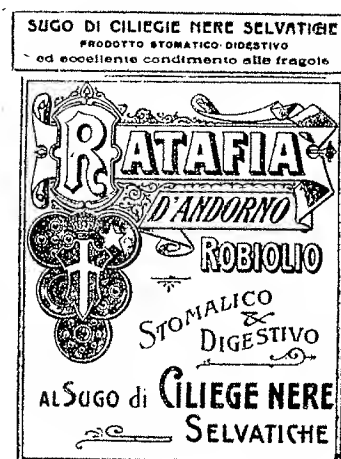 SUGO DI CILIEGIE NERE SELVATICHE
PRODOTTO STOMATICO-DIGESTIVO
ed eccellente condimento alle fragole
RATAFIA
D'ANDORNO
ROBIOLIO
STOMALICO
&
DIGESTIVO
AL SUGO di CILIEGE NERE
SELVATICHE